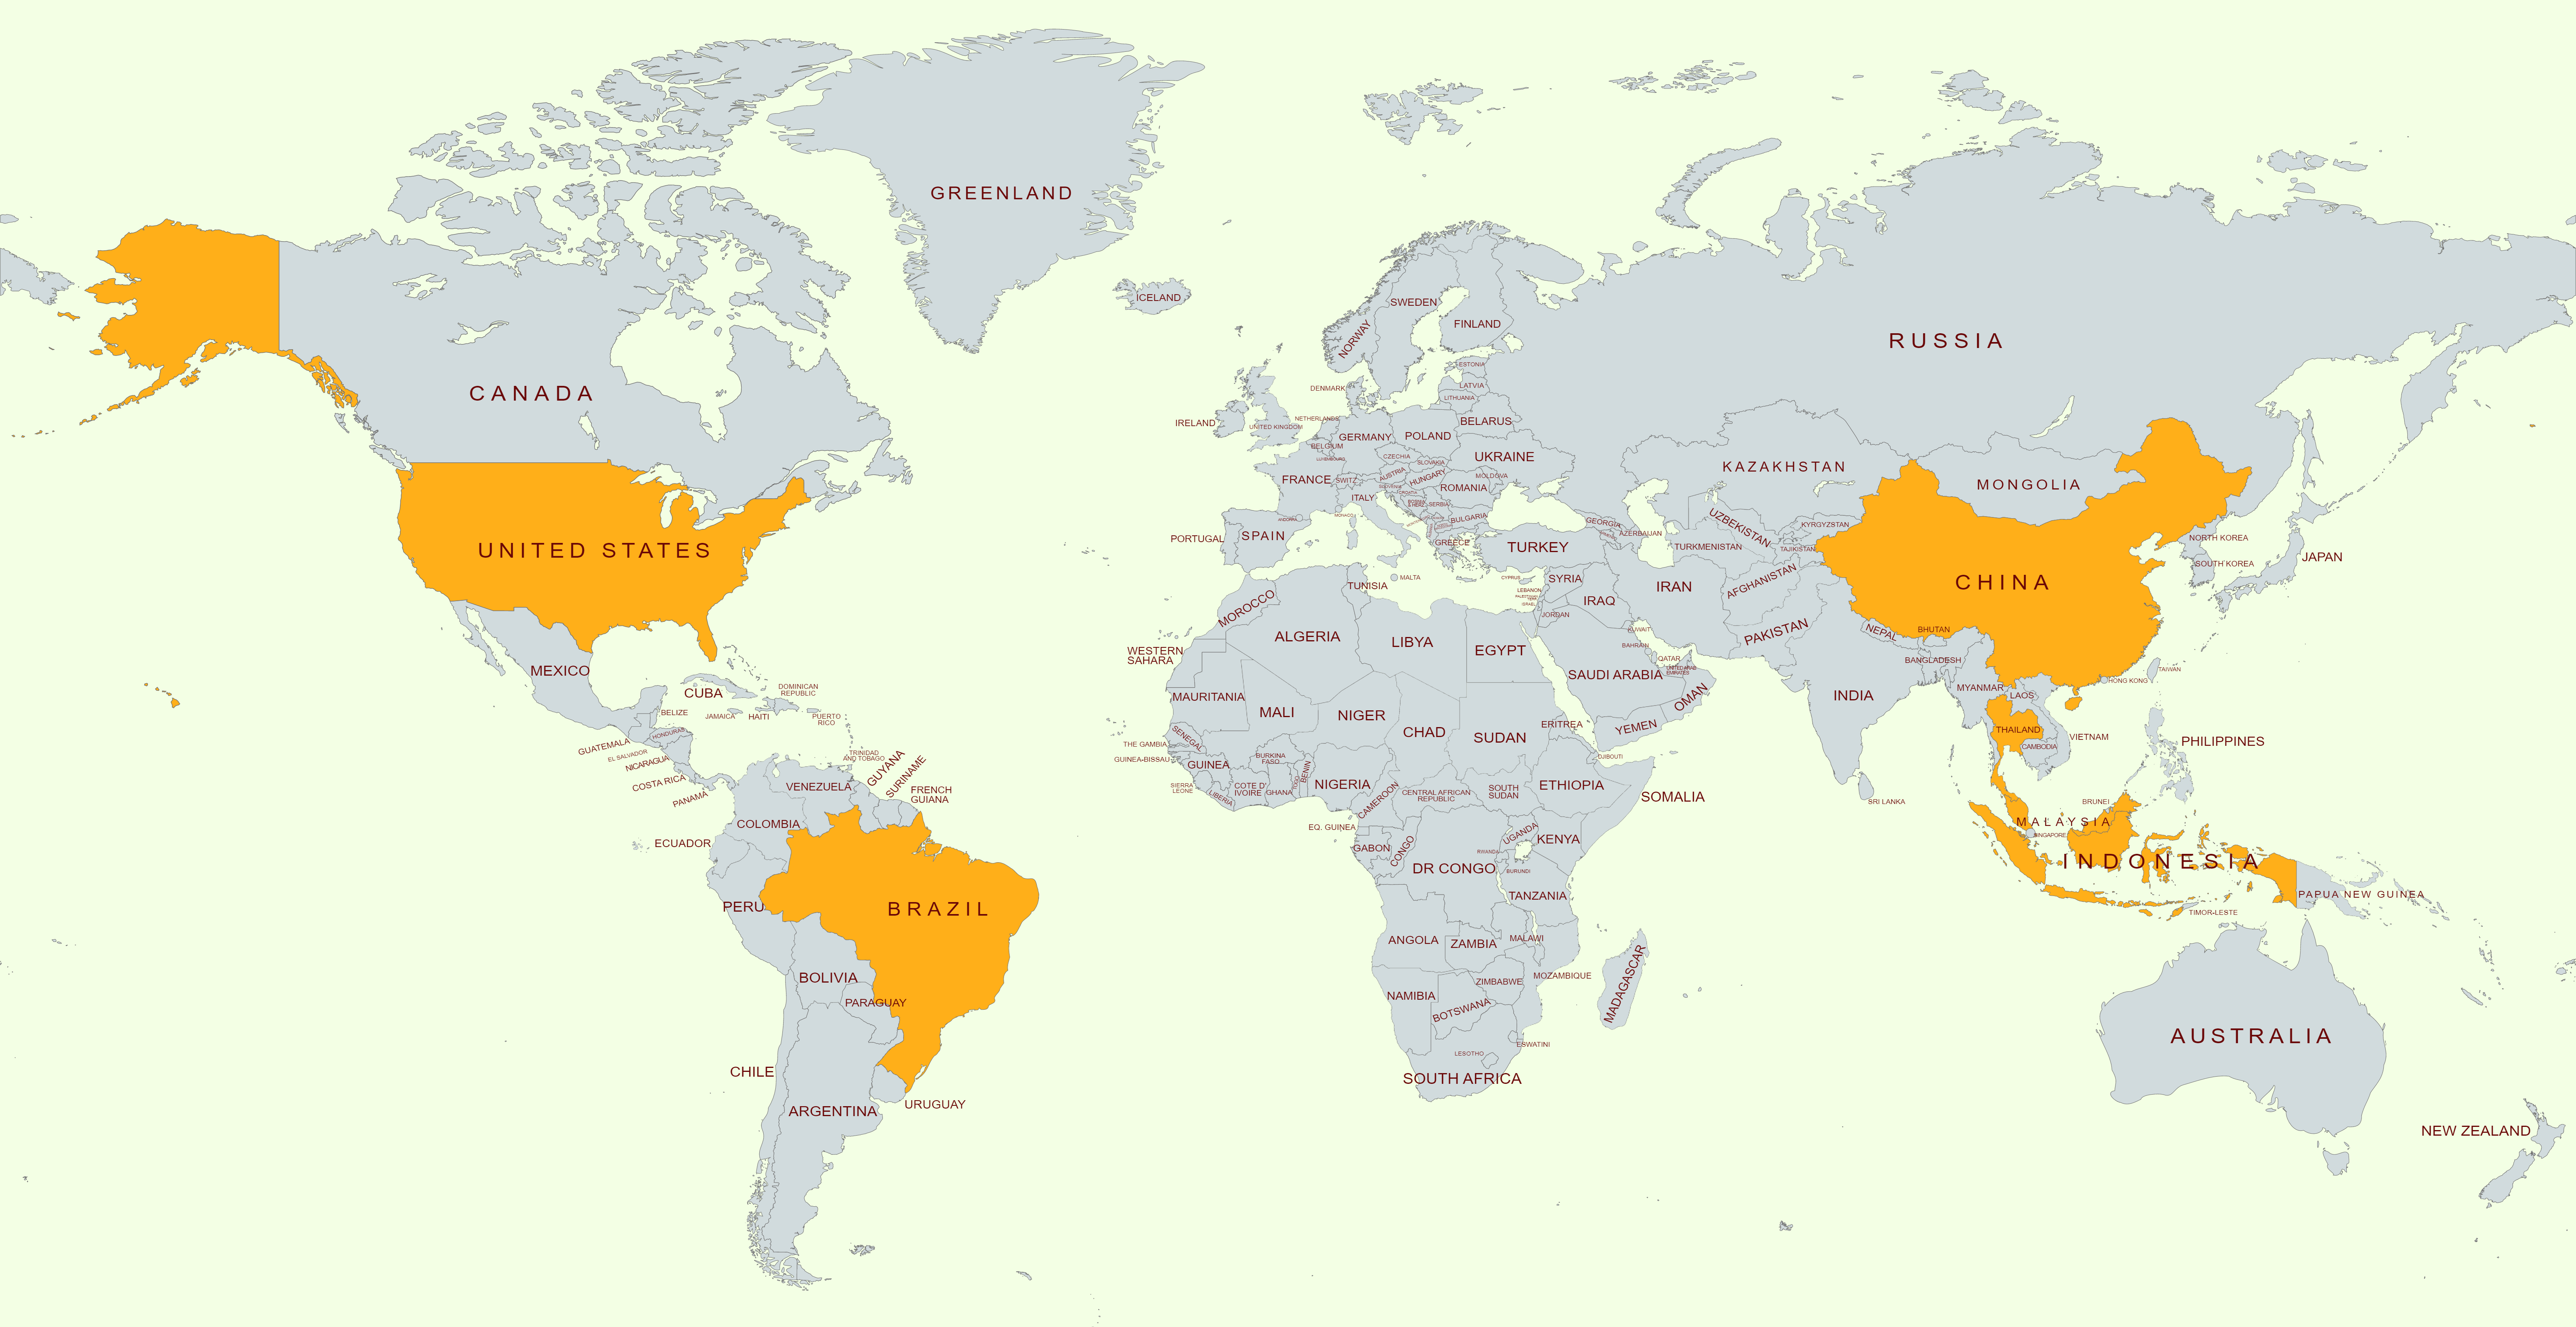 GREENLAND
ICELAND
SWEDEN
NORWAY
FINLAND
RUSSIA
CANADA
ESTONIA
LATVIA
LITHUANIA
DENMARK
IRELAND
UNITED KINGDOM
NETHERLANDS
BELGIUM
LUXEMBOURG
GERMANY
POLAND
BELARUS
UKRAINE
CZECHIA
SLOVAKIA
AUSTRIA
HUNGARY
MOLDOVA
ROMANIA
FRANCE
SWITZ.
ITALY
SERBIA
BULGARIA
MONACO
ANDORRA
PORTUGAL
SPAIN
GREECE
TURKEY
GEORGIA
AZERBAIJAN
KAZAKHSTAN
MONGOLIA
UZBEKISTAN
KYRGYZSTAN
TURKMENISTAN
TAJIKISTAN
NORTH KOREA
SOUTH KOREA
JAPAN
UNITED STATES
CHINA
MALTA
CYPRUS
SYRIA
LEBANON
ISRAEL
IRAQ
IRAN
AFGHANISTAN
JORDAN
KUWAIT
PAKISTAN
NEPAL
BHUTAN
BAHRAIN
QATAR
UNITED ARAB
EMIRATES
SAUDI ARABIA
OMAN
YEMEN
BANGLADESH
INDIA
MYANMAR
LAOS
TAIWAN
HONG KONG
THAILAND
VIETNAM
CAMBODIA
PHILIPPINES
SRI LANKA
BRUNEI
MALAYSIA
SINGAPORE
INDONESIA
TIMOR-LESTE
PAPUA NEW GUINEA
AUSTRALIA
NEW ZEALAND
MOROCCO
TUNISIA
ALGERIA
LIBYA
EGYPT
WESTERN
SAHARA
MAURITANIA
MALI
NIGER
CHAD
SUDAN
ERITREA
DJIBOUTI
SENEGAL
THE GAMBIA
GUINEA-BISSAU
GUINEA
SIERRA
LEONE
LIBERIA
COTE D'
IVOIRE
BURKINA
FASO
GHANA
TOGO
BENIN
NIGERIA
CAMEROON
CENTRAL AFRICAN
REPUBLIC
SOUTH
SUDAN
ETHIOPIA
SOMALIA
EQ. GUINEA
GABON
CONGO
DR CONGO
UGANDA
KENYA
RWANDA
BURUNDI
TANZANIA
ANGOLA
ZAMBIA
MALAWI
MOZAMBIQUE
ZIMBABWE
NAMIBIA
BOTSWANA
MADAGASCAR
ESWATINI
LESOTHO
SOUTH AFRICA
MEXICO
CUBA
DOMINICAN
REPUBLIC
BELIZE
JAMAICA
HAITI
PUERTO
RICO
GUATEMALA
HONDURAS
EL SALVADOR
NICARAGUA
COSTA RICA
PANAMA
TRINIDAD
AND TOBAGO
VENEZUELA
GUYANA
SURINAME
FRENCH
GUIANA
COLOMBIA
ECUADOR
PERU
BRAZIL
BOLIVIA
PARAGUAY
CHILE
ARGENTINA
URUGUAY